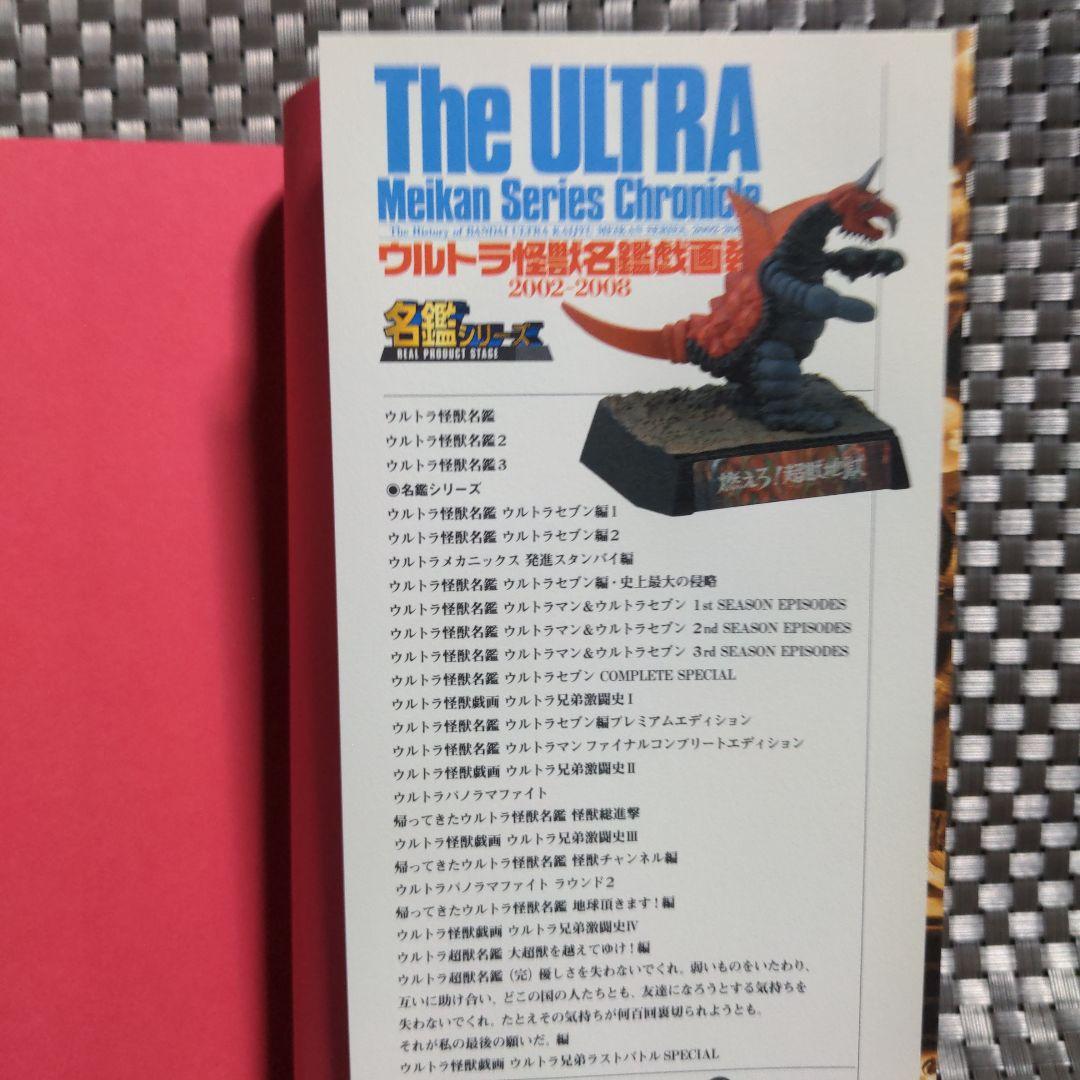 The ULTRA
Meikan Series Chronicle
The History of BANDAI ULTRA KAIJYU MEIKAN SERIES
ウルトラ怪獣名鑑戯画報
2002-2008
名鑑シリーズ
REAL PRODUCT STAGE
燃えろ!超獣地獄
ウルトラ怪獣名鑑
ウルトラ怪獣名鑑2
ウルトラ怪獣名鑑3
◉名鑑シリーズ
ウルトラ怪獣名鑑 ウルトラセブン編1
ウルトラ怪獣名鑑 ウルトラセブン編2
ウルトラメカニックス 発進スタンバイ編
ウルトラ怪獣名鑑 ウルトラセブン編・史上最大の侵略
ウルトラ怪獣名鑑 ウルトラマン&ウルトラセブン 1st SEASON EPISODES
ウルトラ怪獣名鑑 ウルトラマン&ウルトラセブン 2nd SEASON EPISODES
ウルトラ怪獣名鑑 ウルトラマン&ウルトラセブン 3rd SEASON EPISODES
ウルトラ怪獣名鑑 ウルトラセブン COMPLETE SPECIAL
ウルトラ怪獣戯画 ウルトラ兄弟激闘史Ⅰ
ウルトラ怪獣名鑑 ウルトラセブン編プレミアムエディション
ウルトラ怪獣名鑑 ウルトラマン ファイナルコンプリートエディション
ウルトラ怪獣戯画 ウルトラ兄弟激闘史Ⅱ
ウルトラパノラマファイト
帰ってきたウルトラ怪獣名鑑 怪獣総進撃
ウルトラ怪獣戯画 ウルトラ兄弟激闘史Ⅲ
帰ってきたウルトラ怪獣名鑑 怪獣チャンネル編
ウルトラパノラマファイト ラウンド2
帰ってきたウルトラ怪獣名鑑 地球頂きます!編
ウルトラ怪獣戯画 ウルトラ兄弟激闘史Ⅳ
ウルトラ超獣名鑑 大超獣を越えてゆけ!編
ウルトラ超獣名鑑(完)優しさを失わないでくれ。弱いものをいたわり、
互いに助け合い、どこの国の人たちとも、友達になろうとする気持ちを
失わないでくれ。たとえその気持ちが何百回裏切られようとも。
それが私の最後の願いだ。編
ウルトラ怪獣戯画 ウルトラ兄弟ラストバトル SPECIAL